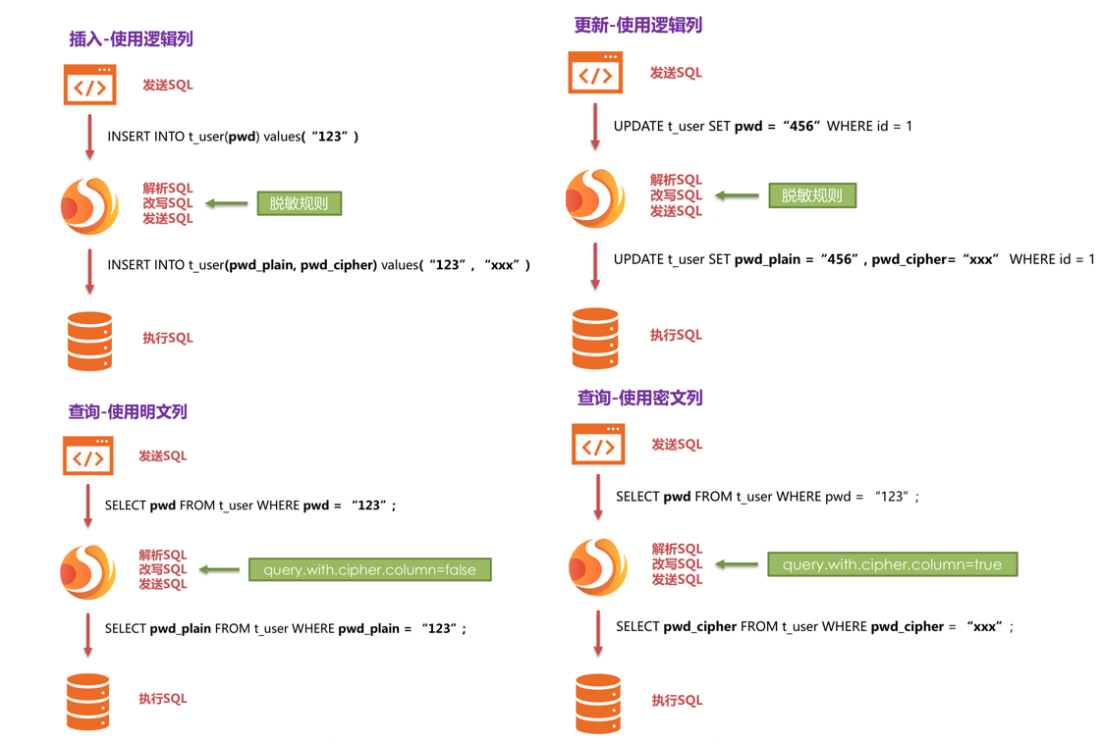 插入-使用逻辑列
</>
发送SQL
INSERT INTO t_user(pwd) values(“123”)
解析SQL
改写SQL
发送SQL
脱敏规则
INSERT INTO t_user(pwd_plain, pwd_cipher) values(“123”, “xxx”)
执行SQL
更新-使用逻辑列
</>
发送SQL
UPDATE t_user SET pwd = “456” WHERE id = 1
解析SQL
改写SQL
发送SQL
脱敏规则
UPDATE t_user SET pwd_plain = “456”, pwd_cipher= “xxx” WHERE id = 1
执行SQL
查询-使用明文列
</>
发送SQL
SELECT pwd FROM t_user WHERE pwd = “123”;
解析SQL
改写SQL
发送SQL
query.with.cipher.column=false
SELECT pwd_plain FROM t_user WHERE pwd_plain = “123”;
执行SQL
查询-使用密文列
</>
发送SQL
SELECT pwd FROM t_user WHERE pwd = “123”;
解析SQL
改写SQL
发送SQL
query.with.cipher.column=true
SELECT pwd_cipher FROM t_user WHERE pwd_cipher = “xxx”;
执行SQL